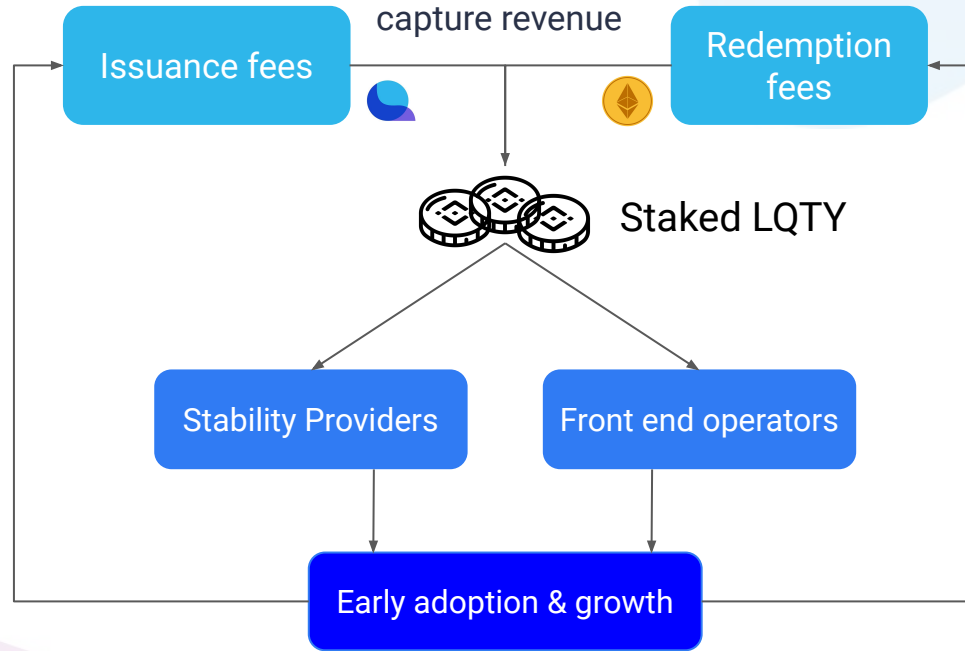 capture revenue
Issuance fees
Redemption
fees
Staked LQTY
Stability Providers
Front end operators
Early adoption & growth